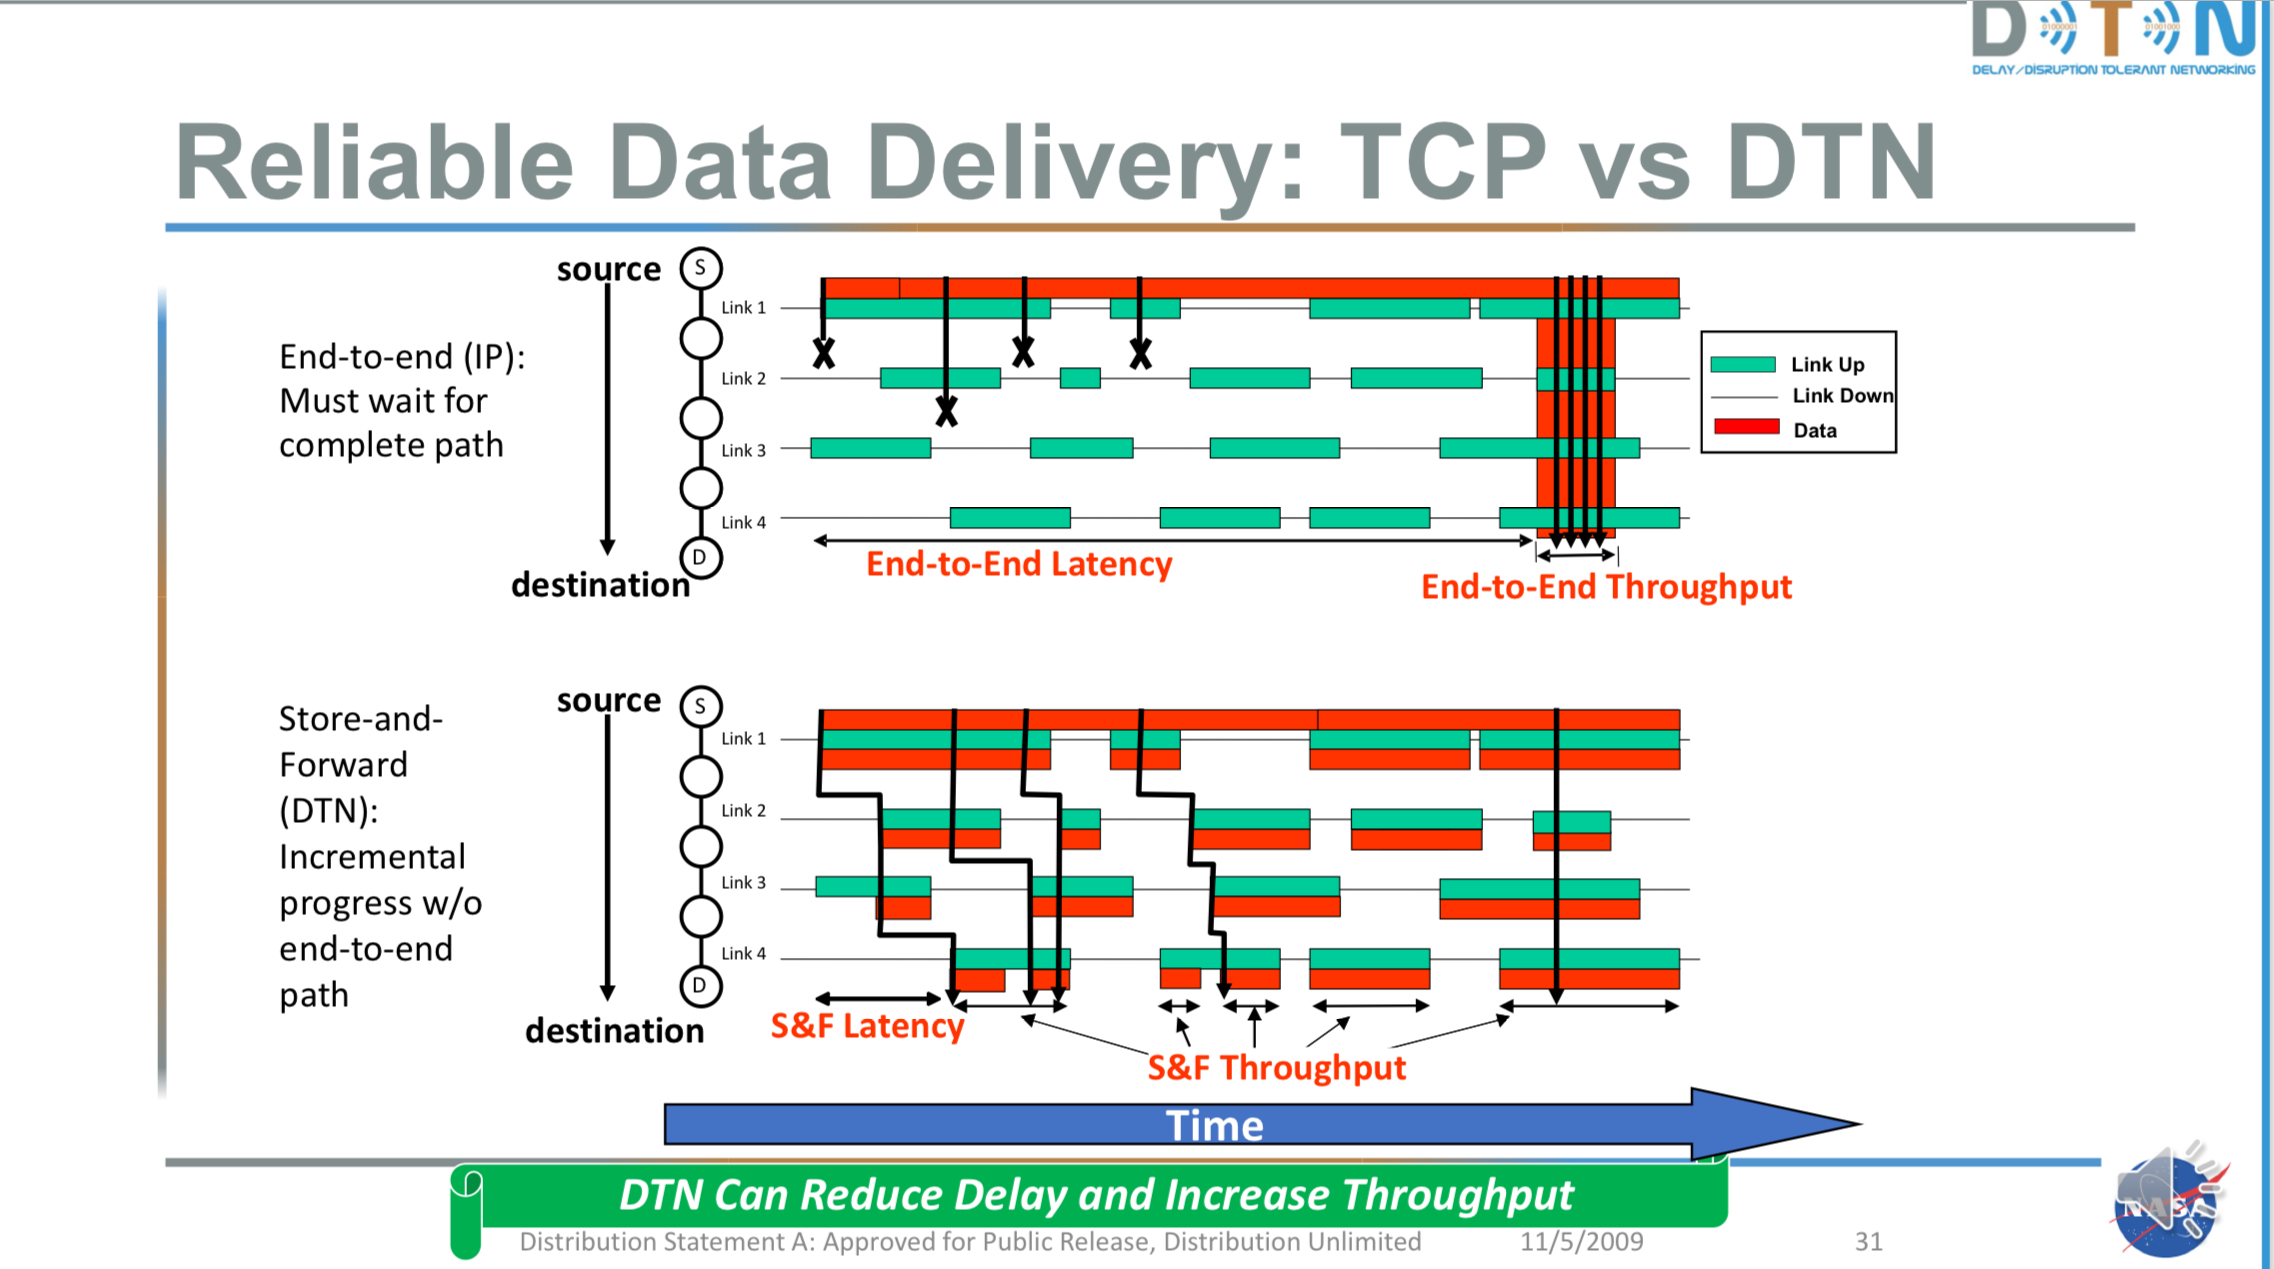 D T N
DELAY/DISRUPTION TOLERANT NETWORKING
Reliable Data Delivery: TCP vs DTN
End-to-end (IP):
Must wait for
complete path
source
S
D
destination
Link 1
Link 2
Link 3
Link 4
End-to-End Latency
End-to-End Throughput
Link Up
Link Down
Data
Store-and-
Forward
(DTN):
Incremental
progress w/o
end-to-end
path
source
S
D
destination
Link 1
Link 2
Link 3
Link 4
S&F Latency
S&F Throughput
Time
DTN Can Reduce Delay and Increase Throughput
Distribution Statement A: Approved for Public Release, Distribution Unlimited
11/5/2009
31
NASA